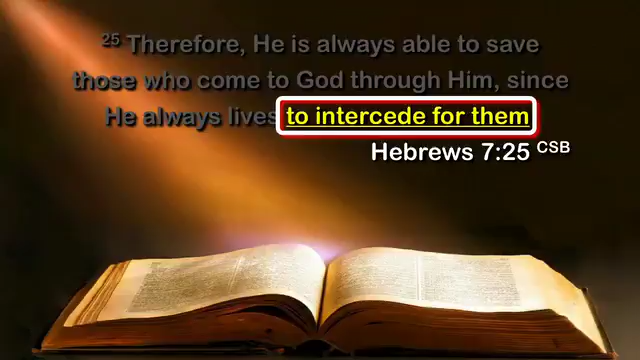 25 Therefore, He is always able to save
those who come to God through Him, since
He always lives to intercede for them
Hebrews 7:25 CSB